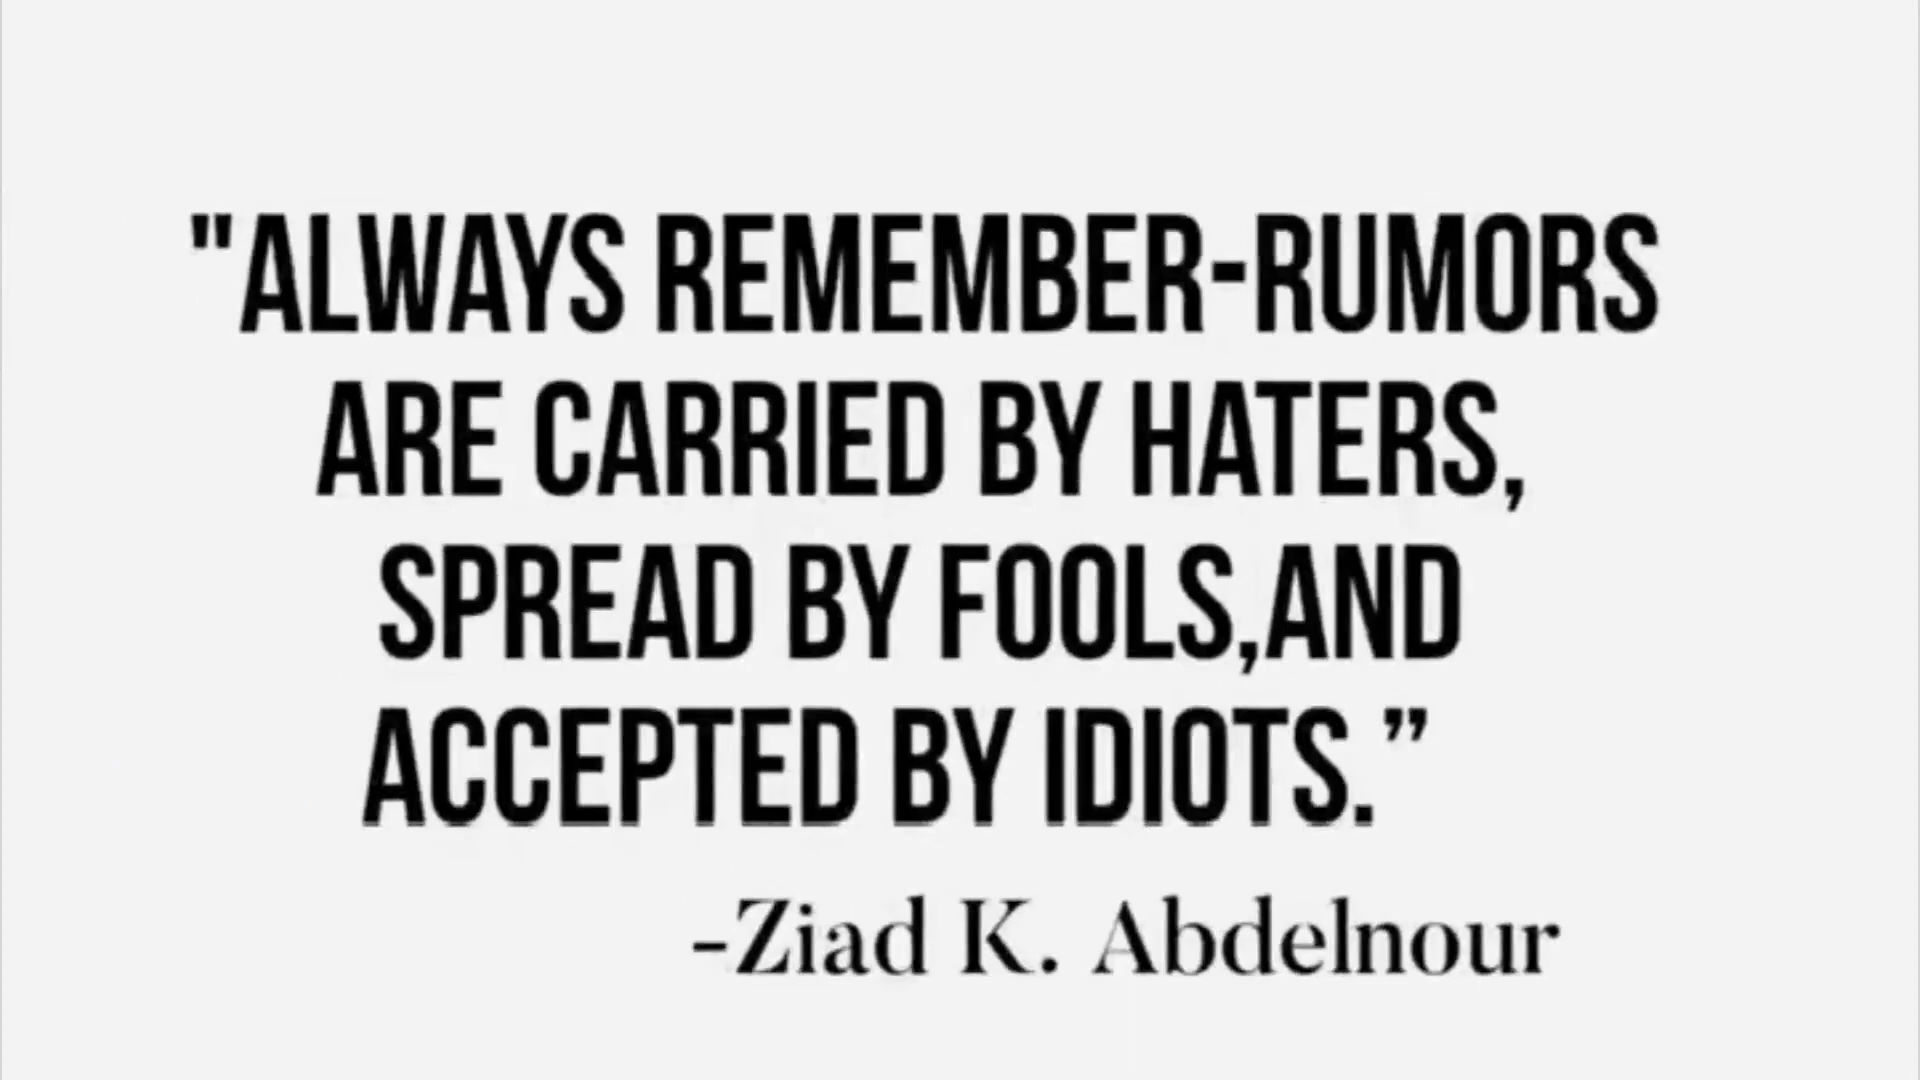 "ALWAYS REMEMBER-RUMORS
ARE CARRIED BY HATERS,
SPREAD BY FOOLS,AND
ACCEPTED BY IDIOTS.”
-Ziad K. Abdelnour